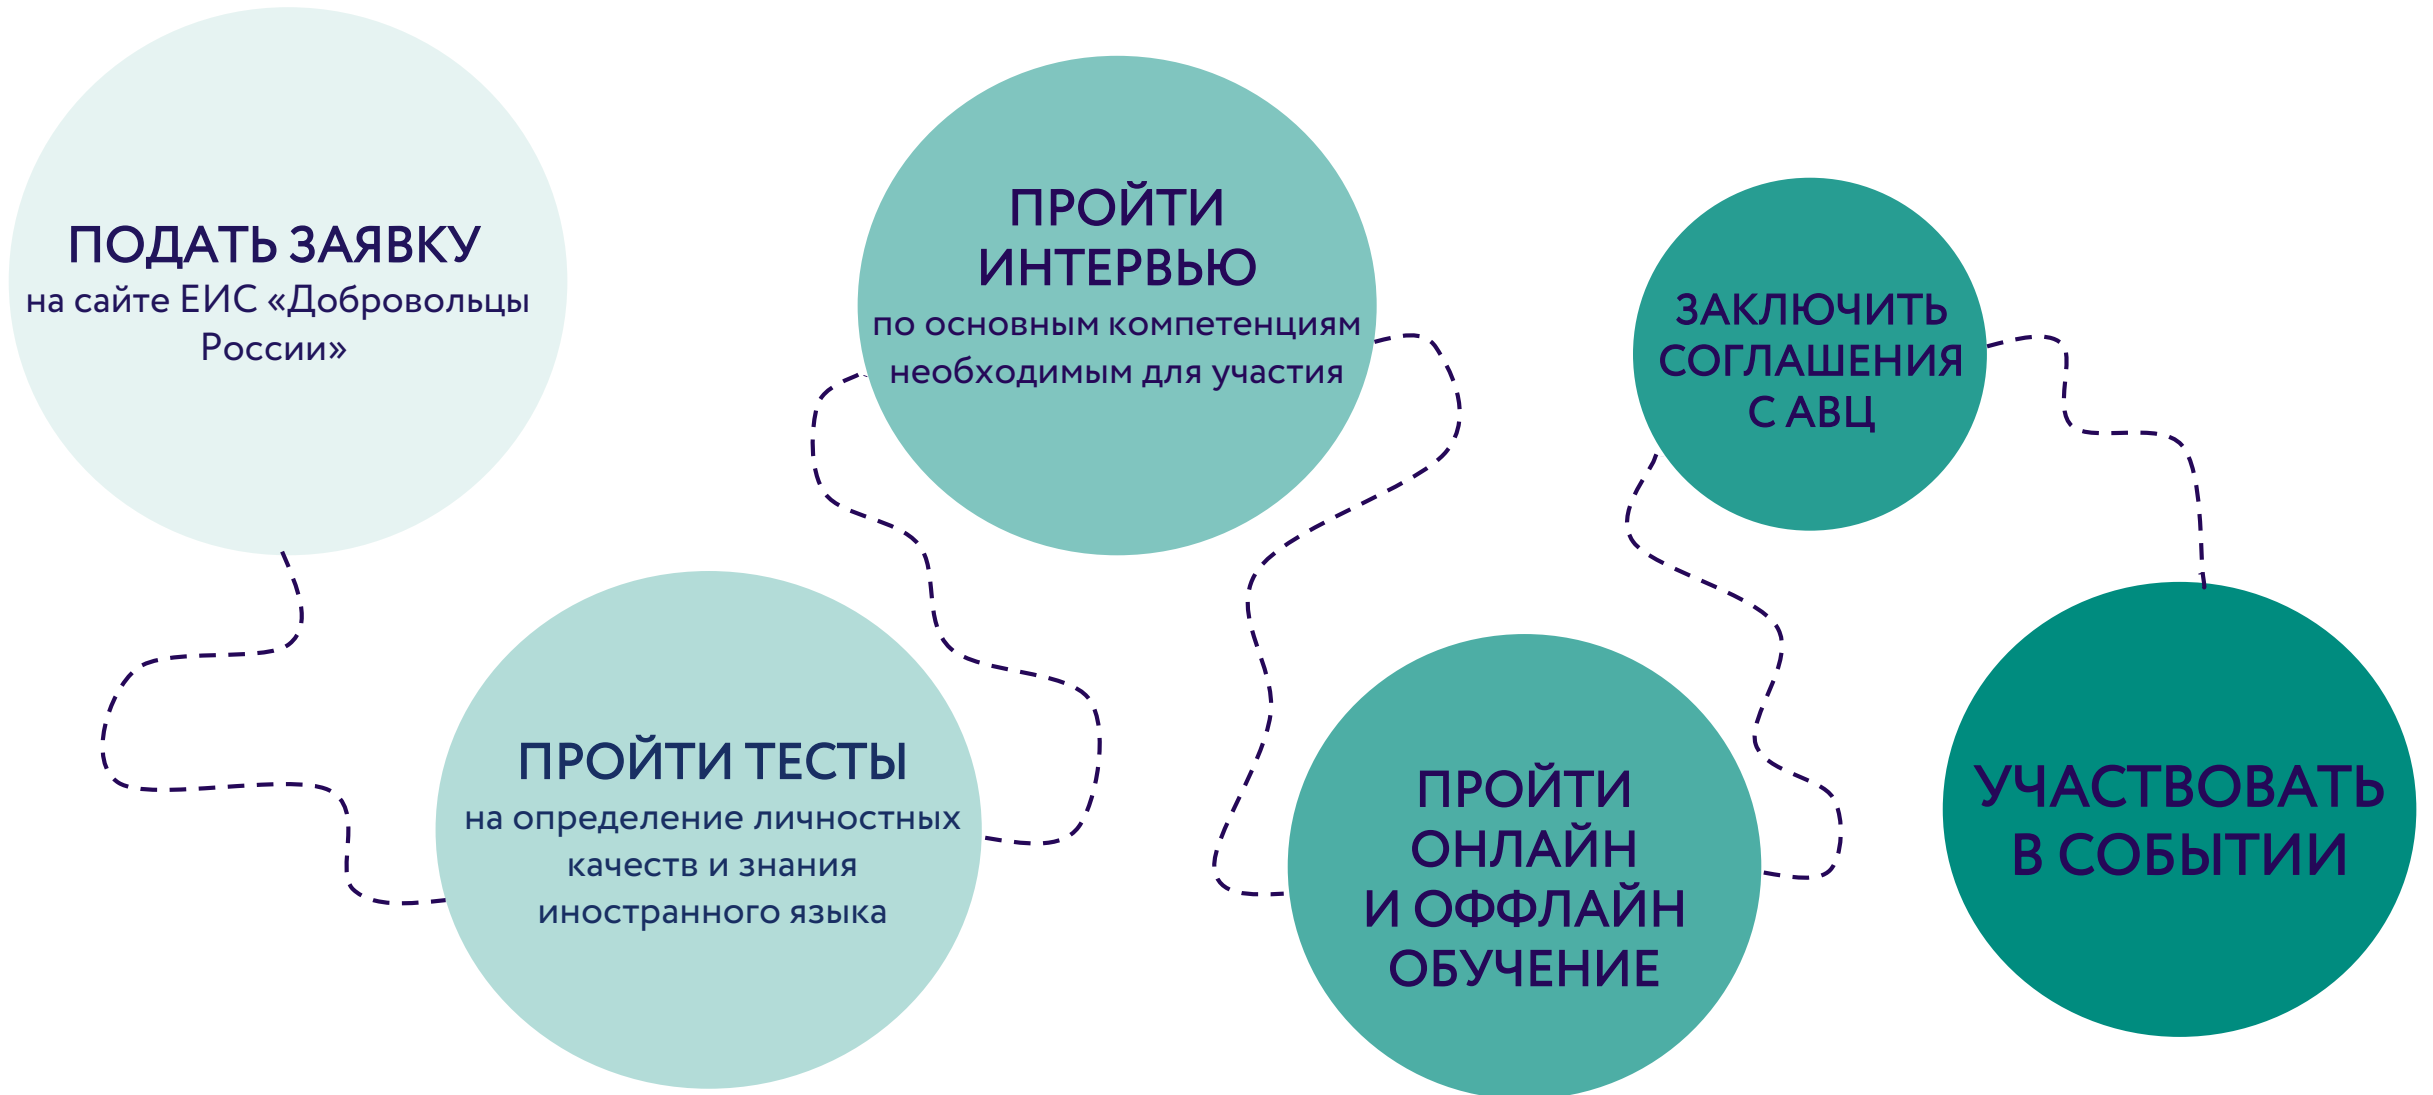 ПОДАТЬ ЗАЯВКУ
на сайте ЕИС «Добровольцы
России»
ПРОЙТИ ТЕСТЫ
на определение личностных
качеств и знания
иностранного языка
ПРОЙТИ
ИНТЕРВЬЮ
по основным компетенциям
необходимым для участия
ПРОЙТИ
ОНЛАЙН
И ОФФЛАЙН
ОБУЧЕНИЕ
ЗАКЛЮЧИТЬ
СОГЛАШЕНИЯ
С АВЦ
УЧАСТВОВАТЬ
В СОБЫТИИ